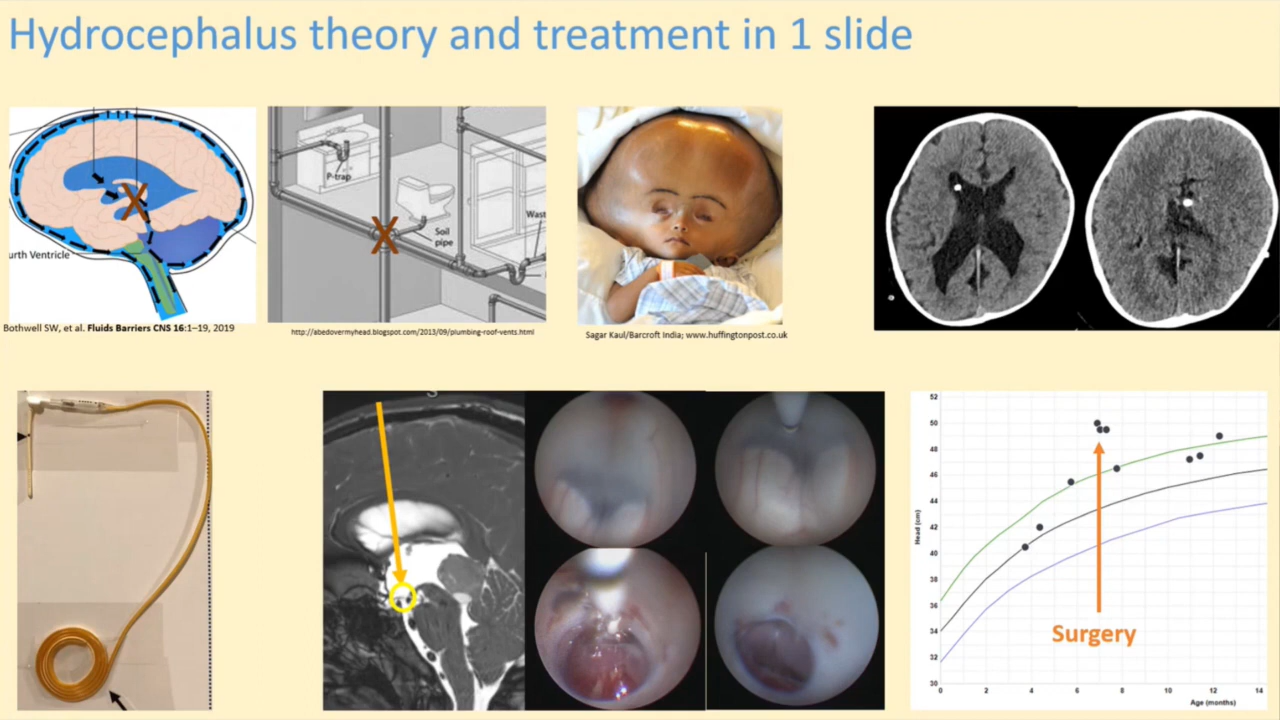 Hydrocephalus theory and treatment in 1 slide
P-trap
Soil
pipe
Wast
urth Ventricle
Bothwell SW, et al. Fluids Barriers CNS 16:1–19, 2019
http://abedovermyhead.blogspot.com/2013/09/plumbing-roof-vents.html
Sagar Kaul/Barcroft India; www.huffingtonpost.co.uk
S
52
50
48
46
44
42
40
38
36
34
32
30
Head (cm)
0 2 4 6 8 10 12 14
Age (months)
Surgery